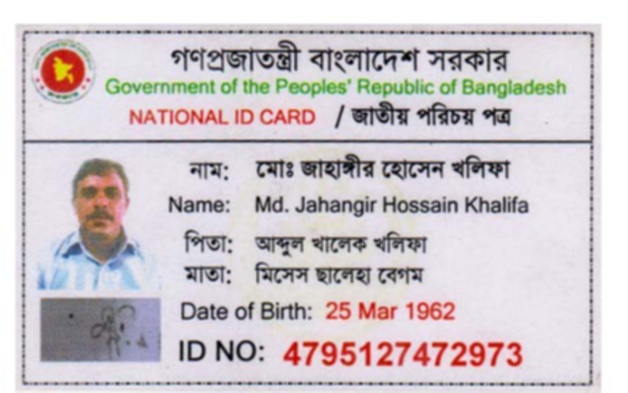 গণপ্রজাতন্ত্রী বাংলাদেশ সরকার
Government of the Peoples' Republic of Bangladesh
NATIONAL ID CARD / জাতীয় পরিচয় পত্র
নাম: মোঃ জাহাঙ্গীর হোসেন খলিফা
Name: Md. Jahangir Hossain Khalifa
পিতা: আব্দুল খালেক খলিফা
মাতা: মিসেস ছালেহা বেগম
Date of Birth: 25 Mar 1962
ID NO: 4795127472973